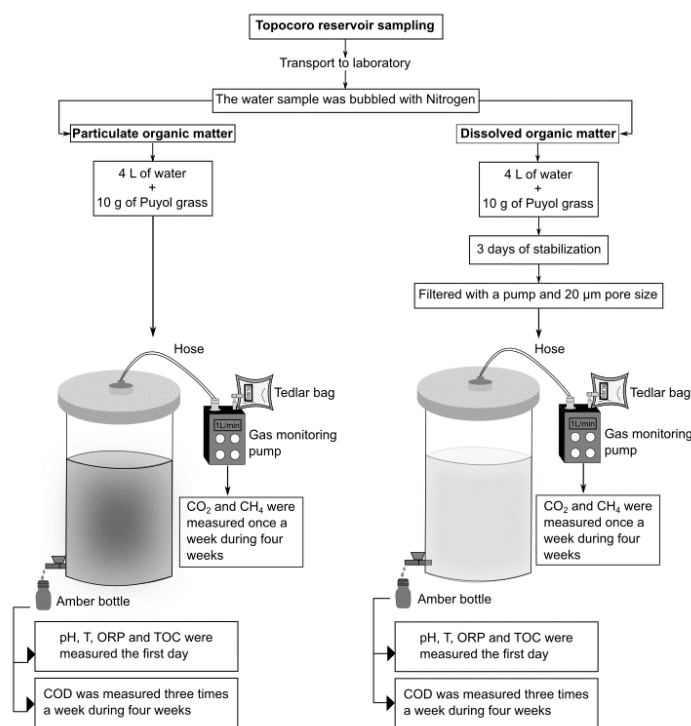 Topocoro reservoir sampling
Transport to laboratory
The water sample was bubbled with Nitrogen
Particulate organic matter
4 L of water
+
10 g of Puyol grass
Hose
Tedlar bag
1L/min
Gas monitoring
pump
CO₂ and CH₄ were
measured once a
week during four
weeks
Amber bottle
pH, T, ORP and TOC were
measured the first day
COD was measured three times
a week during four weeks
Dissolved organic matter
4 L of water
+
10 g of Puyol grass
3 days of stabilization
Filtered with a pump and 20 µm pore size
Hose
Tedlar bag
1L/min
Gas monitoring
pump
CO₂ and CH₄ were
measured once a
week during four
weeks
Amber bottle
pH, T, ORP and TOC were
measured the first day
COD was measured three times
a week during four weeks